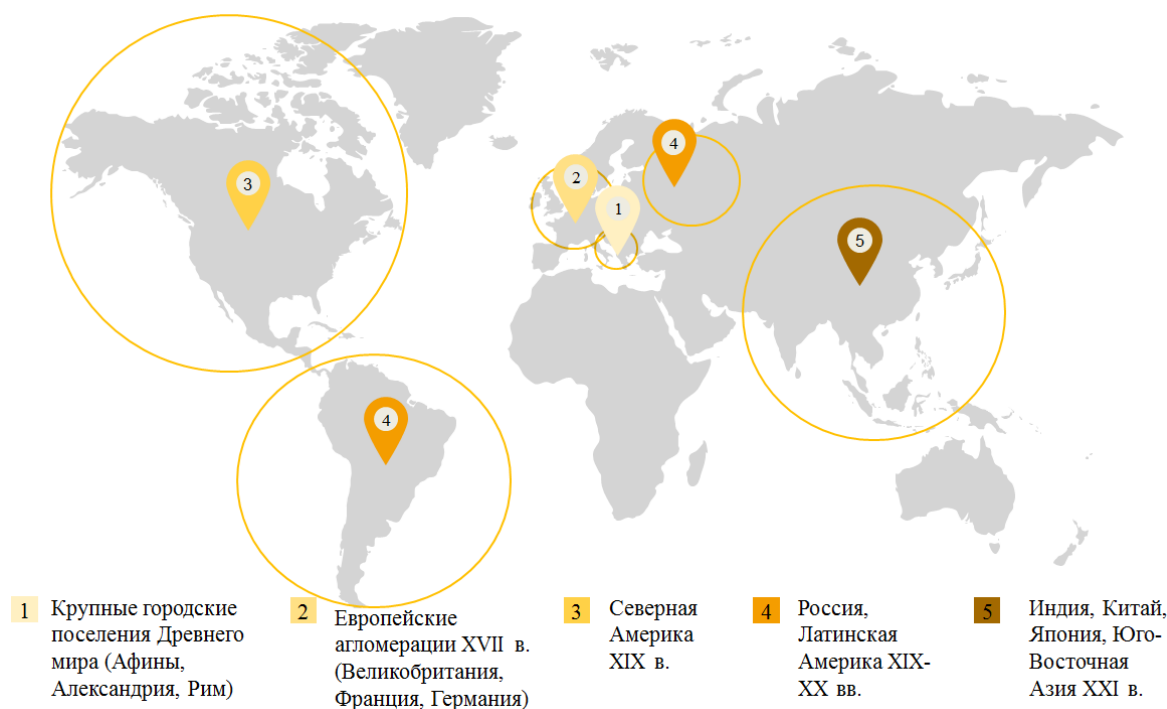 3
4
2
1
5
4
1
Крупные городские
поселения Древнего
мира (Афины,
Александрия, Рим)
2
Европейские
агломерации XVII в.
(Великобритания,
Франция, Германия)
3
Северная
Америка
XIX в.
4
Россия,
Латинская
Америка XIX-
XX вв.
5
Индия, Китай,
Япония, Юго-
Восточная
Азия XXI в.